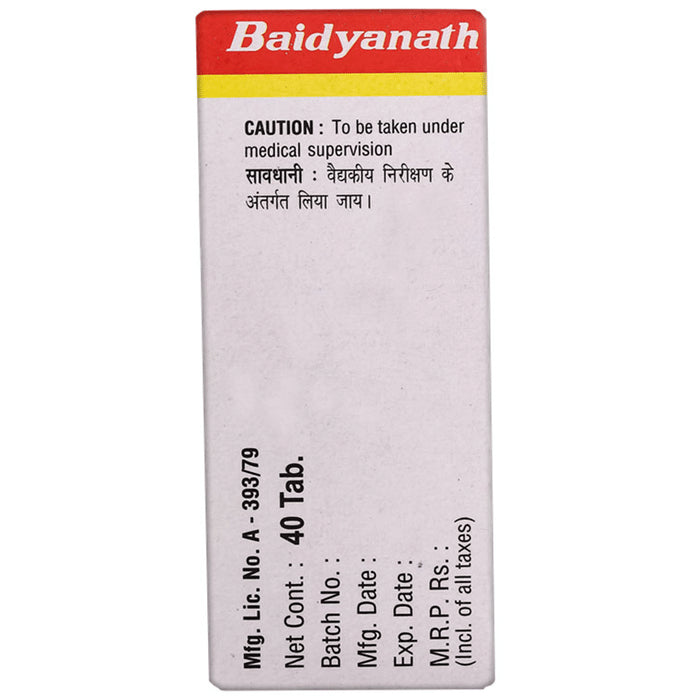 Baidyanath
CAUTION : To be taken under
medical supervision
सावधानी : वैद्यकीय निरीक्षण के
अंतर्गत लिया जाय।
Mfg. Lic. No. A - 393/79
Net Cont. : 40 Tab.
Batch No. :
Mfg. Date :
Exp. Date :
M.R.P. Rs. :
(Incl. of all taxes)